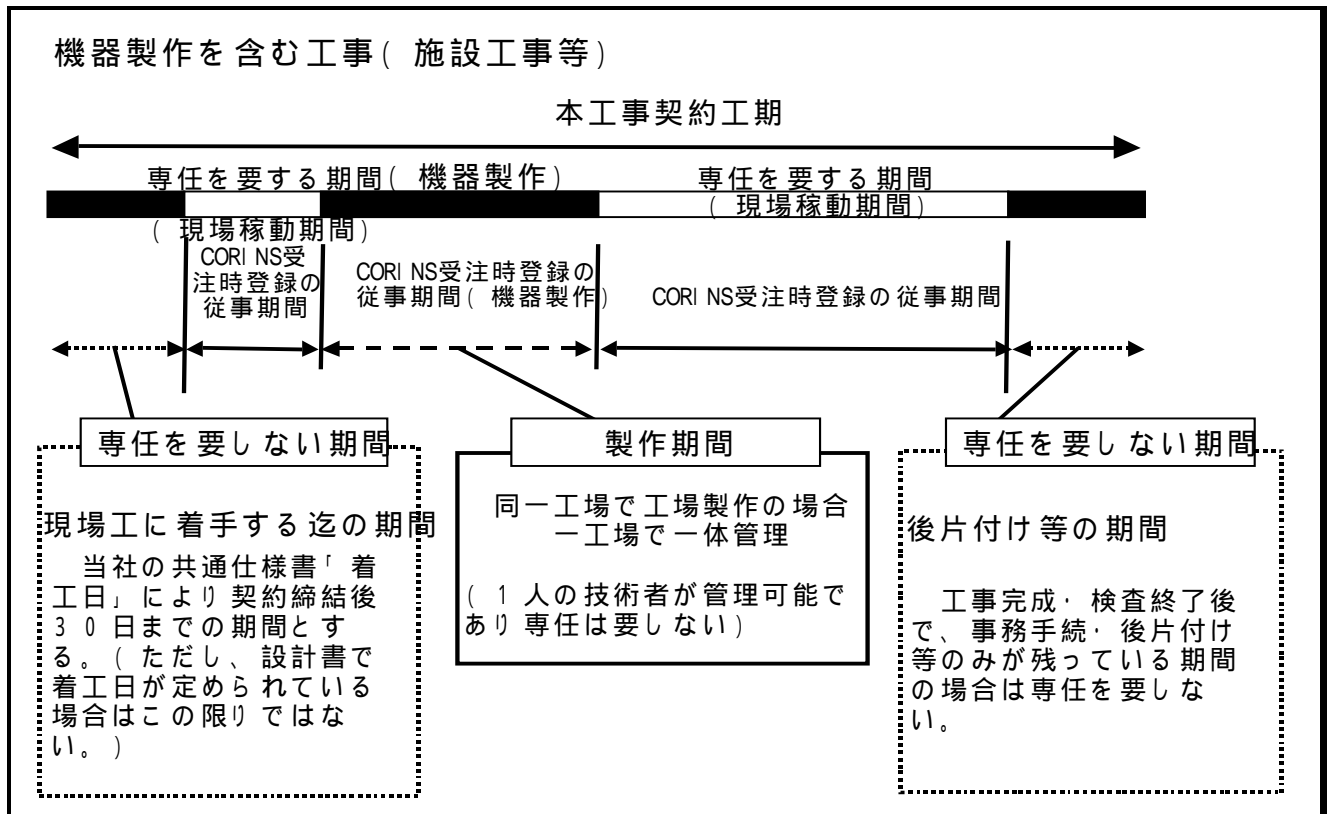 機器製作を含む工事(施設工事等)
本工事契約工期
専任を要する期間(機器製作)
専任を要する期間
(現場稼動期間)
(現場稼動期間)
CORINS受
注時登録の
従事期間
CORINS受注時登録の
従事期間(機器製作)
CORINS受注時登録の従事期間
専任を要しない期間
現場工に着手する迄の期間
当社の共通仕様書「着
工日」により契約締結後
30日までの期間とす
る。(ただし、設計書で
着工日が定められている
場合はこの限りではな
い。)
製作期間
同一工場で工場製作の場合
一工場で一体管理
(1人の技術者が管理可能で
あり専任は要しない)
専任を要しない期間
後片付け等の期間
工事完成・検査終了後
で、事務手続・後片付け
等のみが残っている期間
の場合は専任を要しな
い。